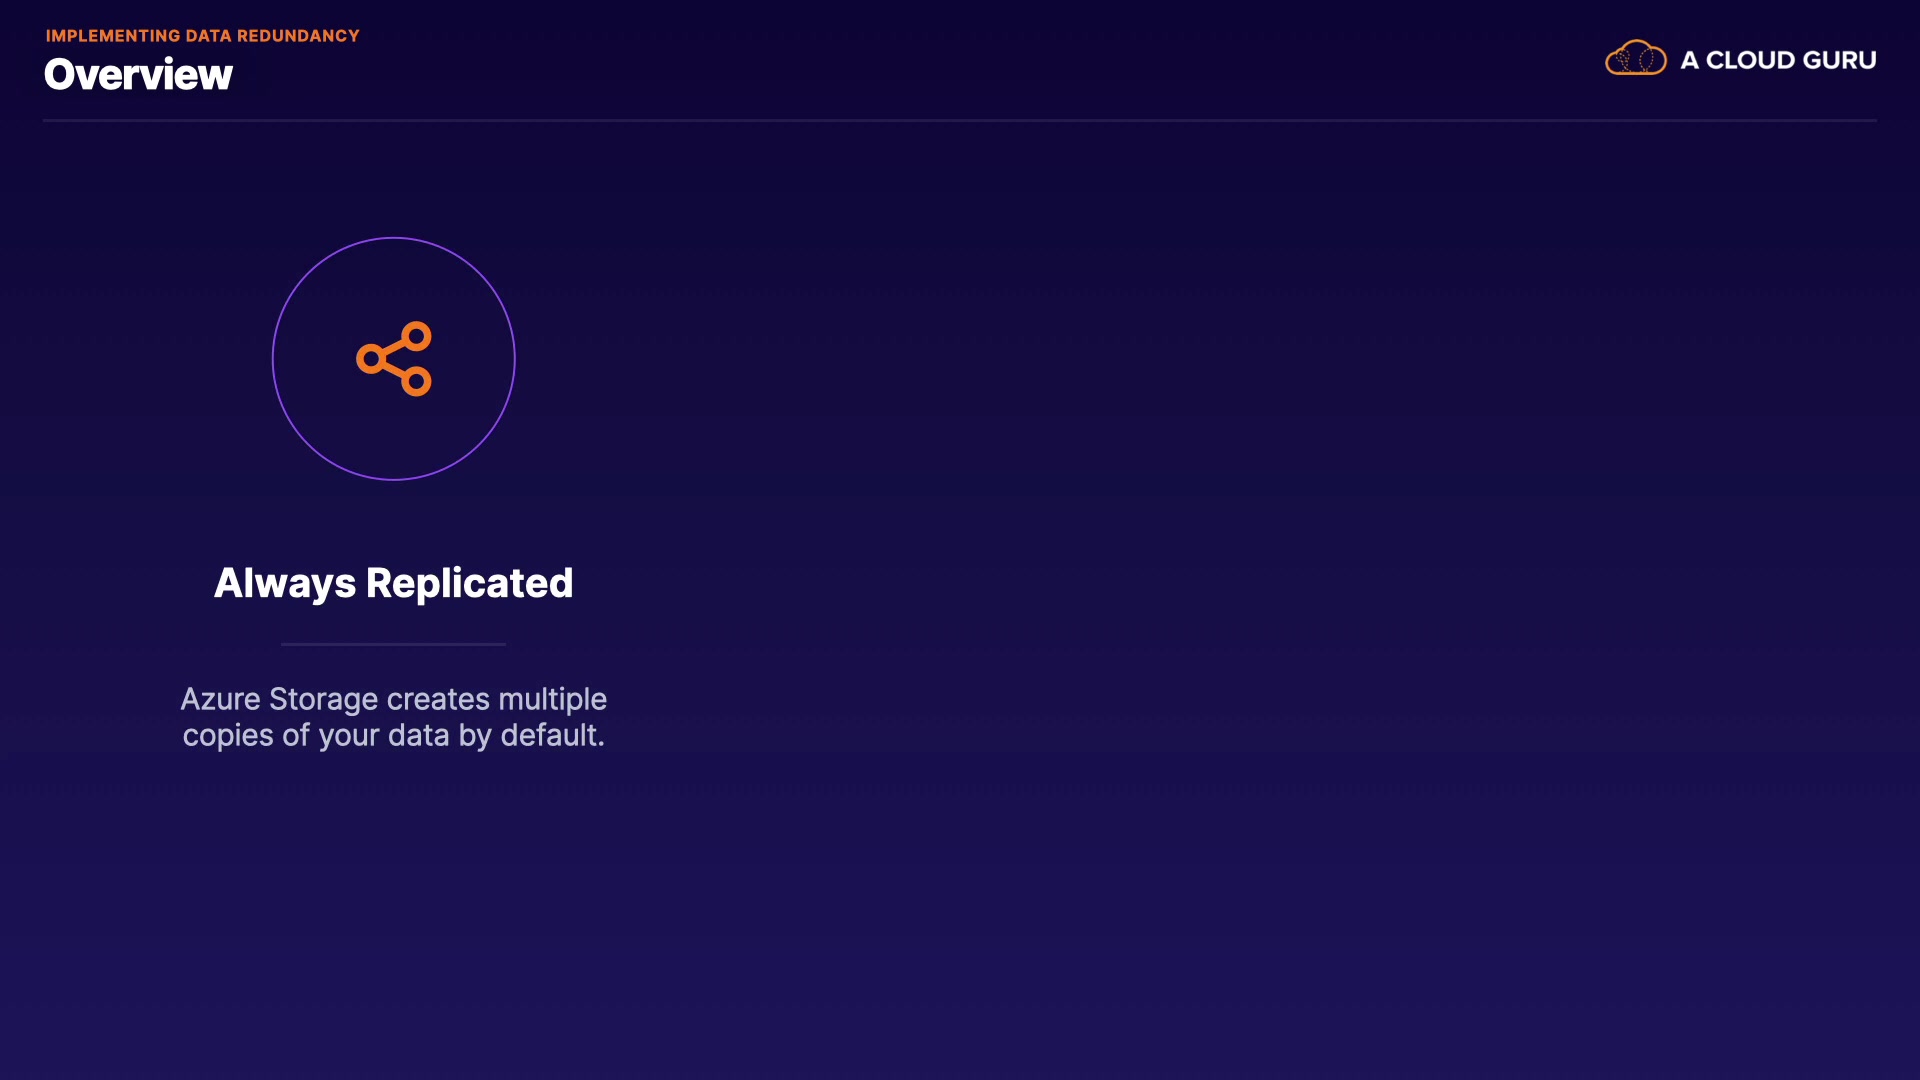 IMPLEMENTING DATA REDUNDANCY
Overview
A CLOUD GURU
Always Replicated
Azure Storage creates multiple
copies of your data by default.